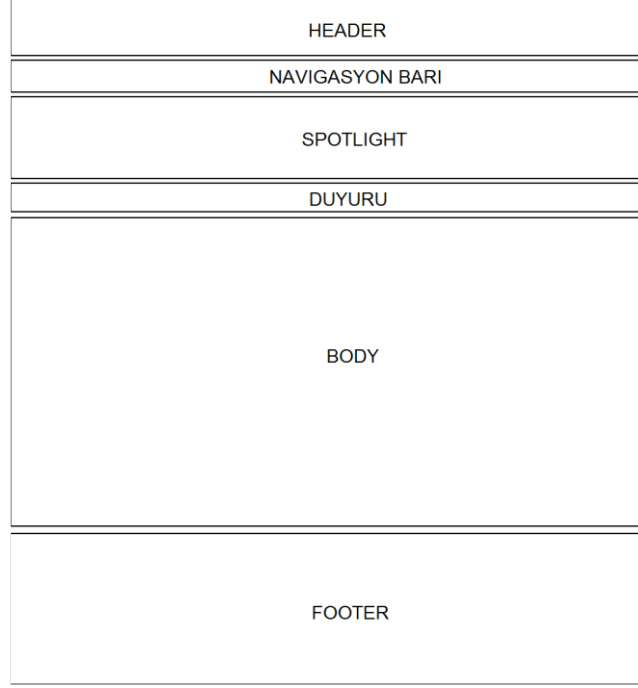 HEADER
NAVIGASYON BARI
SPOTLIGHT
DUYURU
BODY
FOOTER